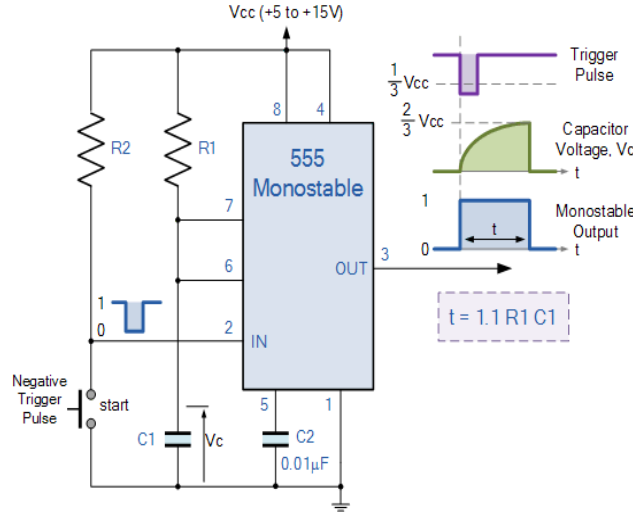 Vcc (+5 to +15V)
Trigger
Pulse
1/3 Vcc
2/3 Vcc
Capacitor
Voltage, Vc
t
8
4
R2
R1
555
Monostable
7
1
Monostable
Output
t
0
t
3
6
OUT
t = 1.1 R1 C1
1
0
2
IN
Negative
Trigger
Pulse
start
5
1
C1
Vc
C2
0.01µF